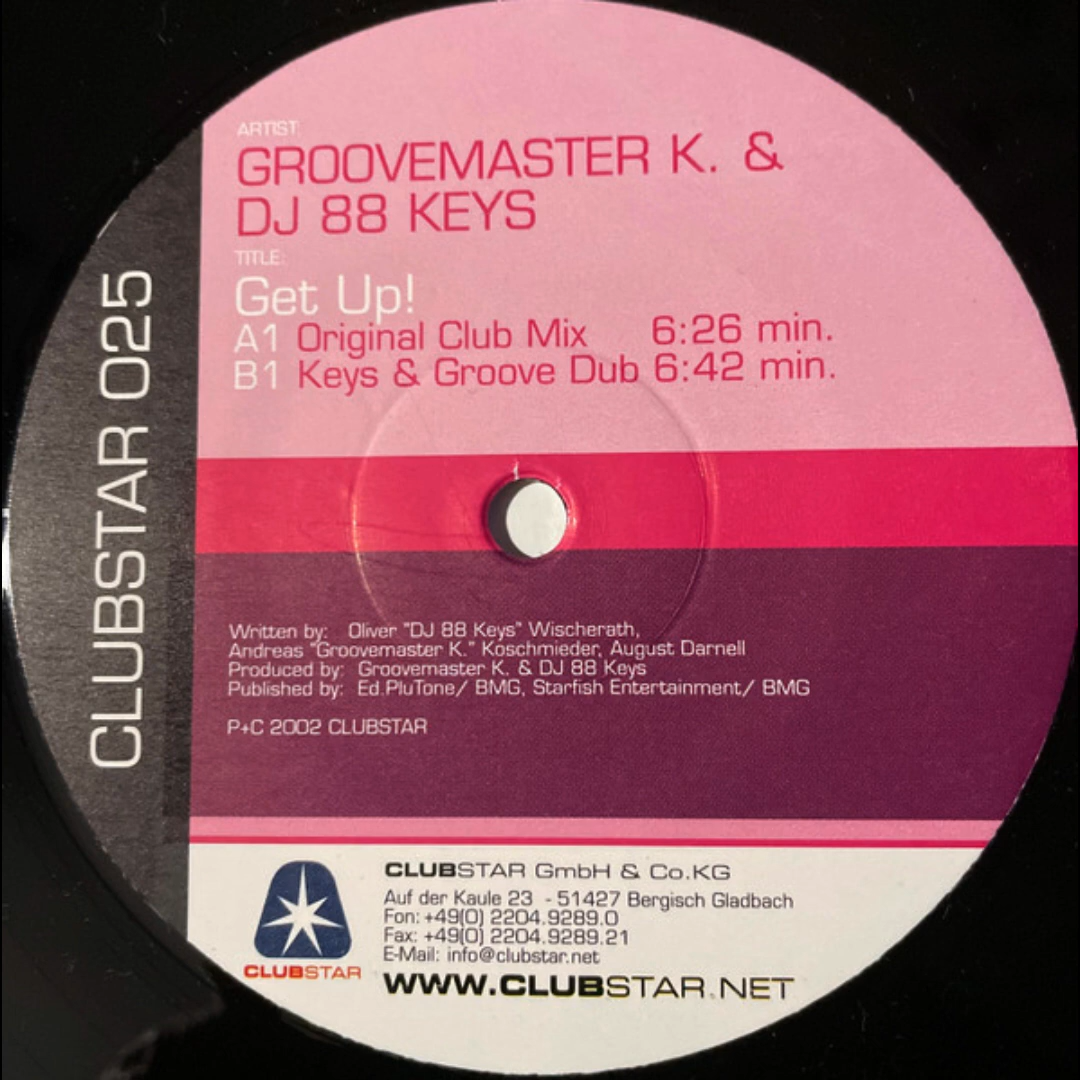 CLUBSTAR 025
ARTIST:
GROOVEMASTER K. &
DJ 88 KEYS
TITLE:
Get Up!
A1 Original Club Mix 6:26 min.
B1 Keys & Groove Dub 6:42 min.
Written by: Oliver "DJ 88 Keys" Wischerath,
Andreas "Groovemaster K." Koschmieder, August Darnell
Produced by: Groovemaster K. & DJ 88 Keys
Published by: Ed.PluTone/ BMG, Starfish Entertainment/ BMG
P+C 2002 CLUBSTAR
CLUBSTAR GmbH & Co.KG
Auf der Kaule 23 - 51427 Bergisch Gladbach
Fon: +49(0) 2204.9289.0
Fax: +49(0) 2204.9289.21
E-Mail: info@clubstar.net
WWW.CLUBSTAR.NET
CLUBSTAR